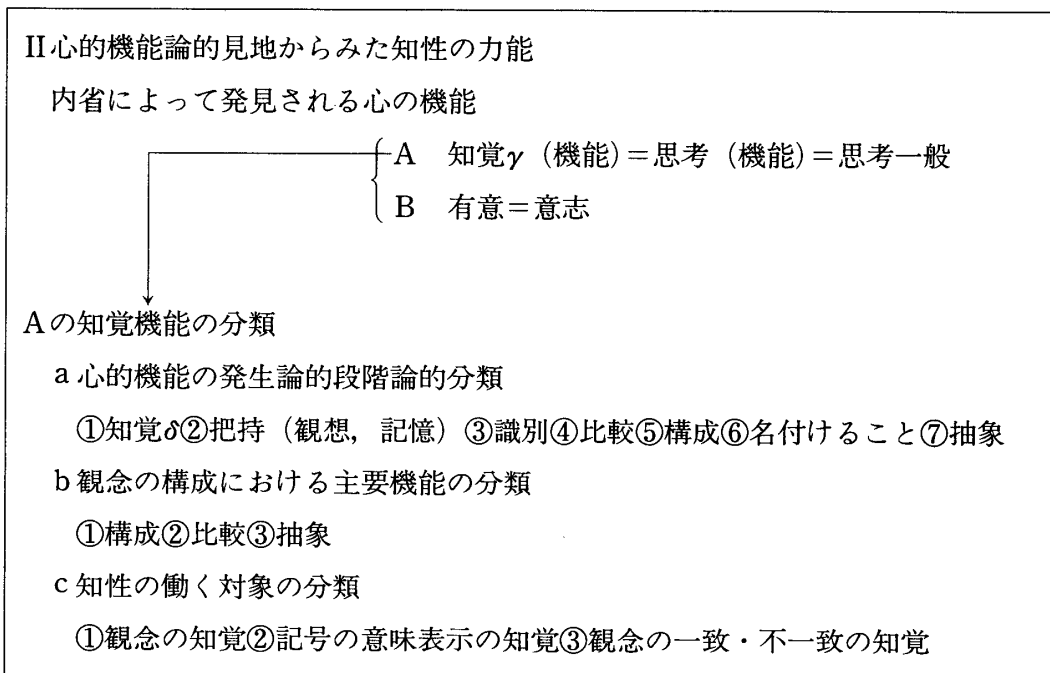 II心的機能論的見地からみた知性の力能
内省によって発見される心の機能
A 知覚γ（機能）＝思考（機能）＝思考一般
B 有意＝意志
Aの知覚機能の分類
a心的機能の発生論的段階論的分類
①知覚δ②把持（観想，記憶）③識別④比較⑤構成⑥名付けること⑦抽象
b観念の構成における主要機能の分類
①構成②比較③抽象
c知性の働く対象の分類
①観念の知覚②記号の意味表示の知覚③観念の一致・不一致の知覚